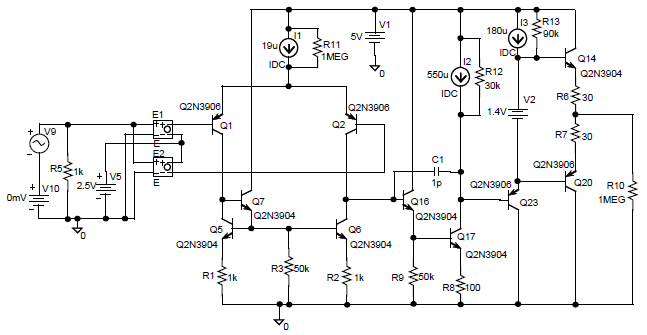 I1
19u
IDC
R11
1MEG
V1
5V
0
I3
180u
IDC
R13
90k
I2
550u
IDC
R12
30k
Q14
Q2N3904
R6 30
V2
1.4V
R7 30
Q2N3906
Q1
Q2N3906
Q2
E1
E
E2
E
V9
R5 1k
V10
0mV
V5
2.5V
0
C1
1p
Q7
Q2N3904
Q5
Q2N3904
Q6
Q2N3904
Q16
Q2N3904
Q17
Q2N3904
Q2N3906
Q23
Q2N3906
Q20
R10
1MEG
R1 1k
R3 50k
R2 1k
R9 50k
R8 100
0